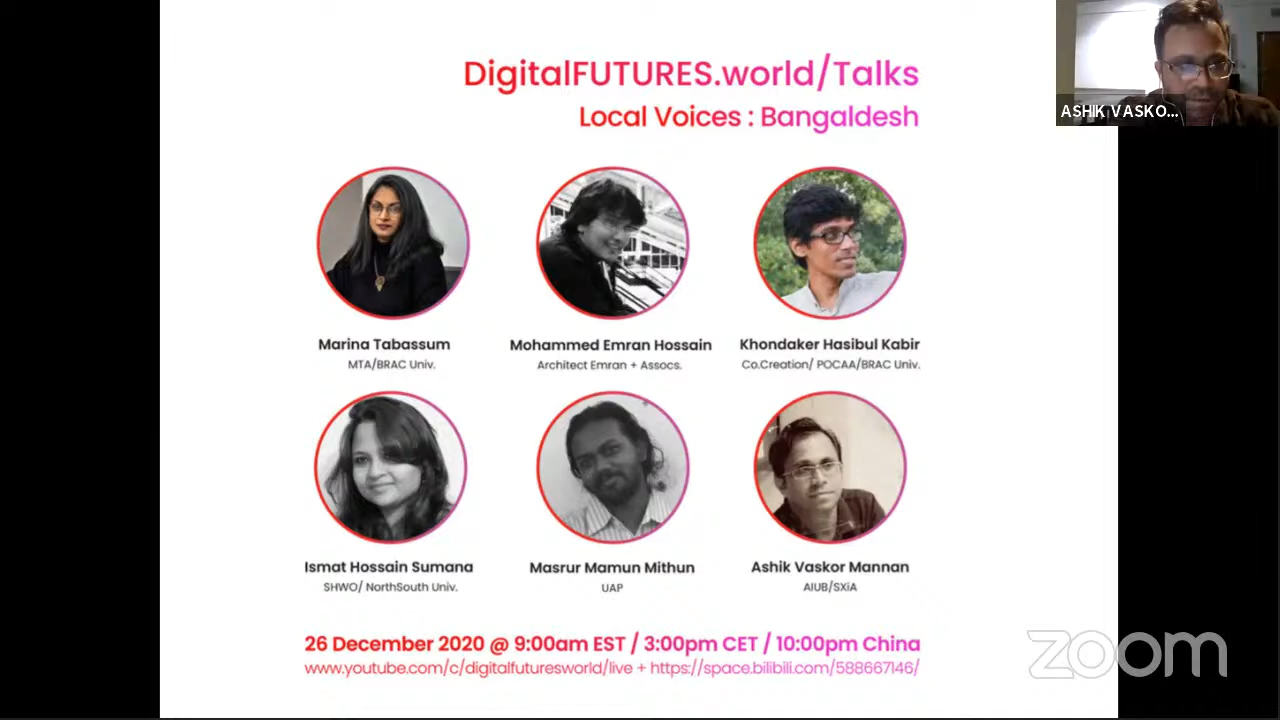 DigitalFUTURES.world/Talks
Local Voices : Bangaldesh
ASHIK VASKO...
Marina Tabassum
MTA/BRAC Univ.
Mohammed Emran Hossain
Architect Emran + Assocs.
Khondaker Hasibul Kabir
Co.Creation/ POCAA/BRAC Univ.
Ismat Hossain Sumana
SHWO/ NorthSouth Univ.
Masrur Mamun Mithun
UAP
Ashik Vaskor Mannan
AIUB/SXiA
26 December 2020 @ 9:00am EST / 3:00pm CET / 10:00pm China
www.youtube.com/c/digitalfuturesworld/live + https://space.bilibili.com/588667146/
zoom